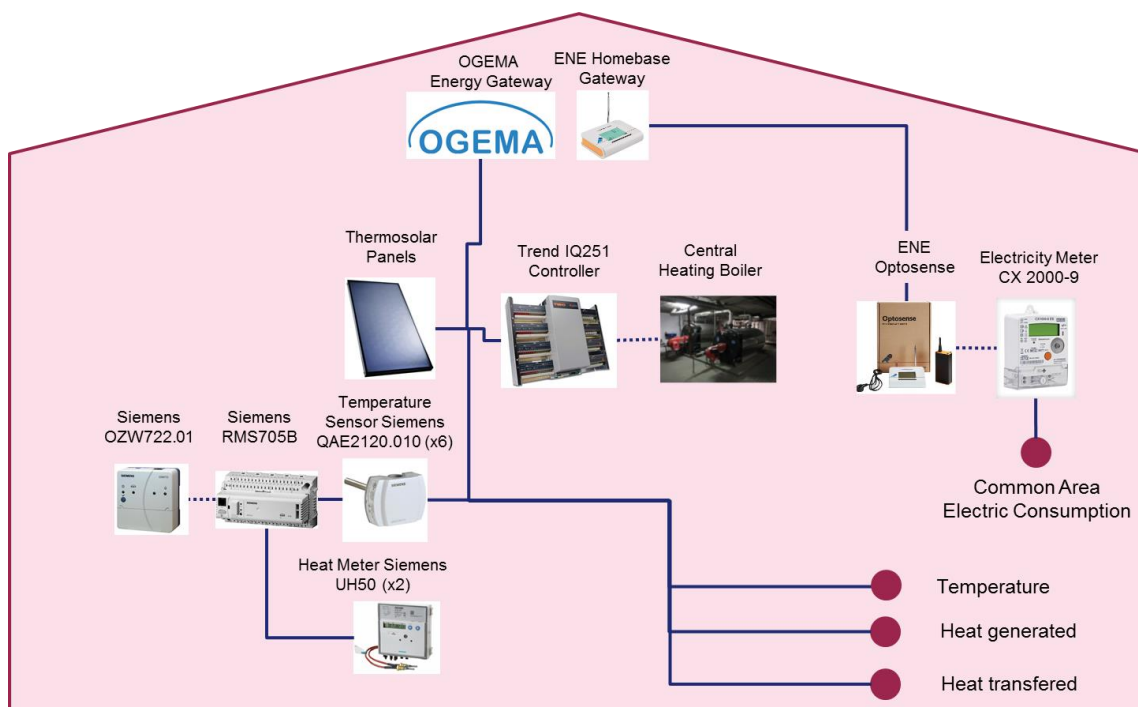 OGEMA
Energy Gateway
ENE Homebase
Gateway
OGEMA
Thermosolar
Panels
Trend IQ251
Controller
Central
Heating Boiler
ENE
Optosense
Electricity Meter
CX 2000-9
Optosense
Siemens
OZW722.01
Siemens
RMS705B
Temperature
Sensor Siemens
QAE2120.010 (x6)
Common Area
Electric Consumption
Heat Meter Siemens
UH50 (x2)
Temperature
Heat generated
Heat transfered